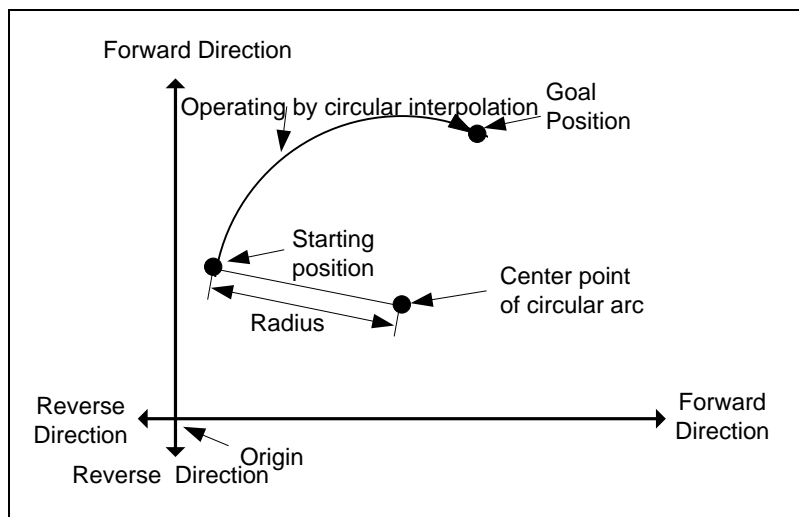 Forward Direction
Operating by circular interpolation
Goal
Position
Starting
position
Center point
of circular arc
Radius
Reverse
Direction
Forward
Direction
Origin
Reverse  Direction